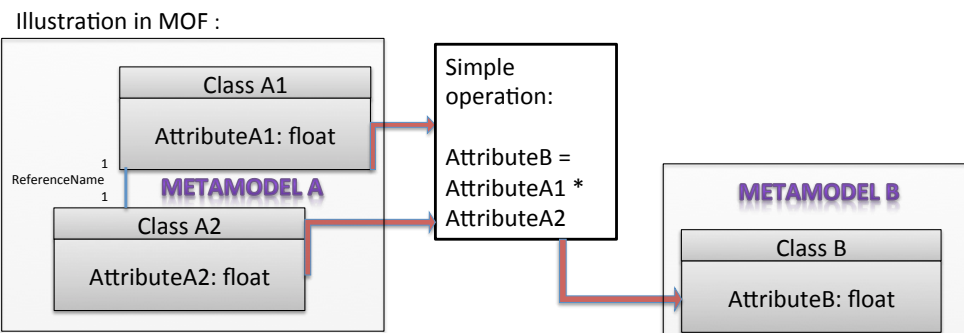 Illustration in MOF :
Class A1
AttributeA1: float
1
ReferenceName
1
METAMODEL A
Class A2
AttributeA2: float
Simple
operation:
AttributeB =
AttributeA1 *
AttributeA2
METAMODEL B
Class B
AttributeB: float